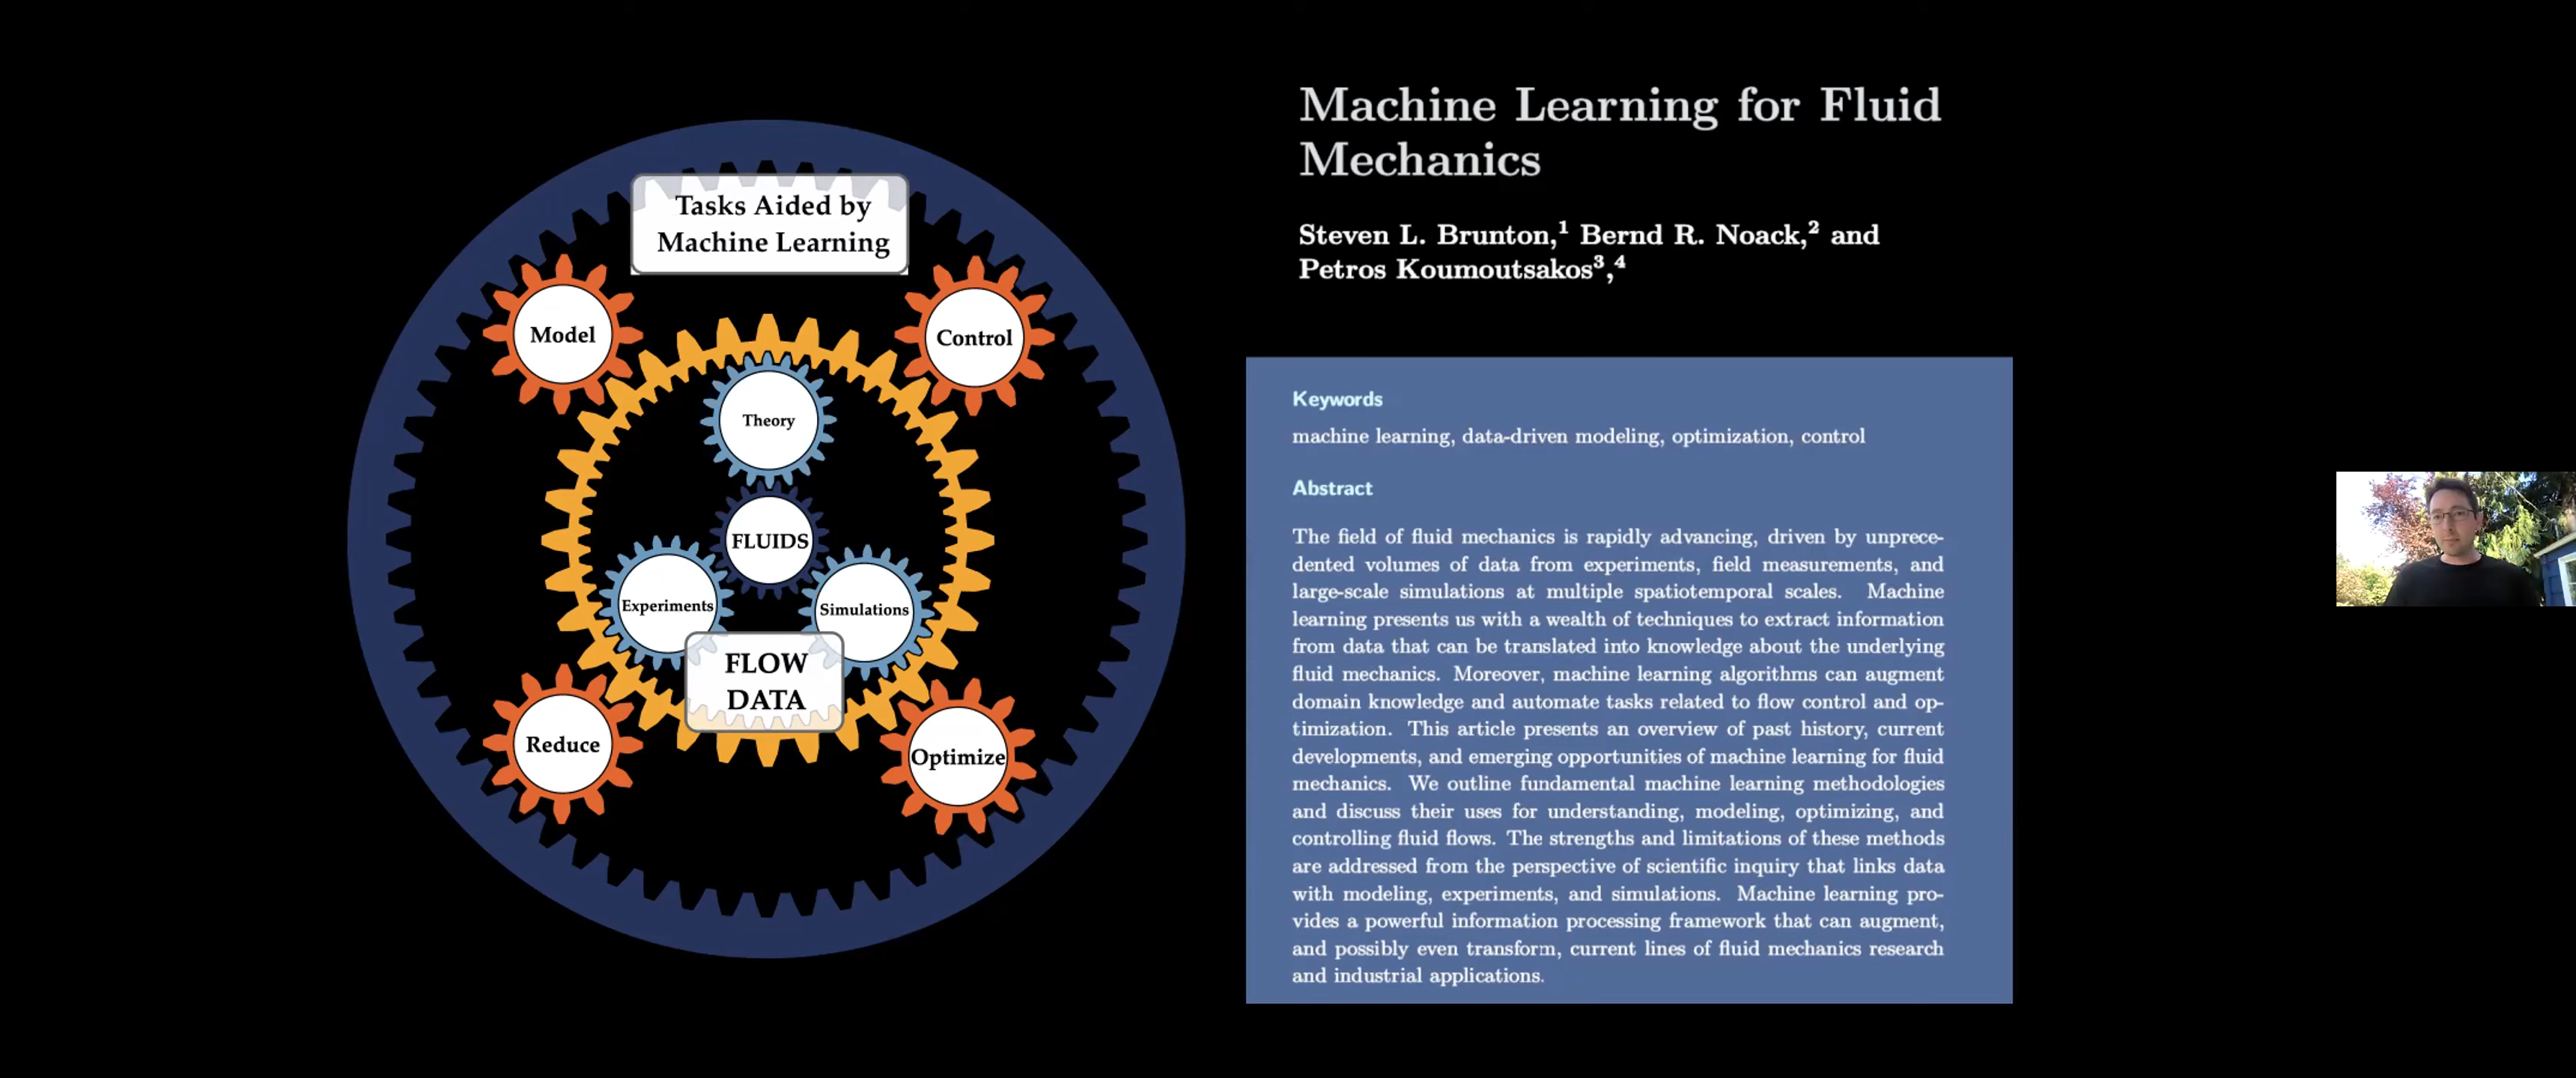 Tasks Aided by
Machine Learning
Model
Control
Theory
FLUIDS
Experiments
Simulations
FLOW
DATA
Reduce
Optimize
Machine Learning for Fluid
Mechanics
Steven L. Brunton,¹ Bernd R. Noack,² and
Petros Koumoutsakos³,⁴
Keywords
machine learning, data-driven modeling, optimization, control
Abstract
The field of fluid mechanics is rapidly advancing, driven by unprece-
dented volumes of data from experiments, field measurements, and
large-scale simulations at multiple spatiotemporal scales. Machine
learning presents us with a wealth of techniques to extract information
from data that can be translated into knowledge about the underlying
fluid mechanics. Moreover, machine learning algorithms can augment
domain knowledge and automate tasks related to flow control and op-
timization. This article presents an overview of past history, current
developments, and emerging opportunities of machine learning for fluid
mechanics. We outline fundamental machine learning methodologies
and discuss their uses for understanding, modeling, optimizing, and
controlling fluid flows. The strengths and limitations of these methods
are addressed from the perspective of scientific inquiry that links data
with modeling, experiments, and simulations. Machine learning pro-
vides a powerful information processing framework that can augment,
and possibly even transform, current lines of fluid mechanics research
and industrial applications.